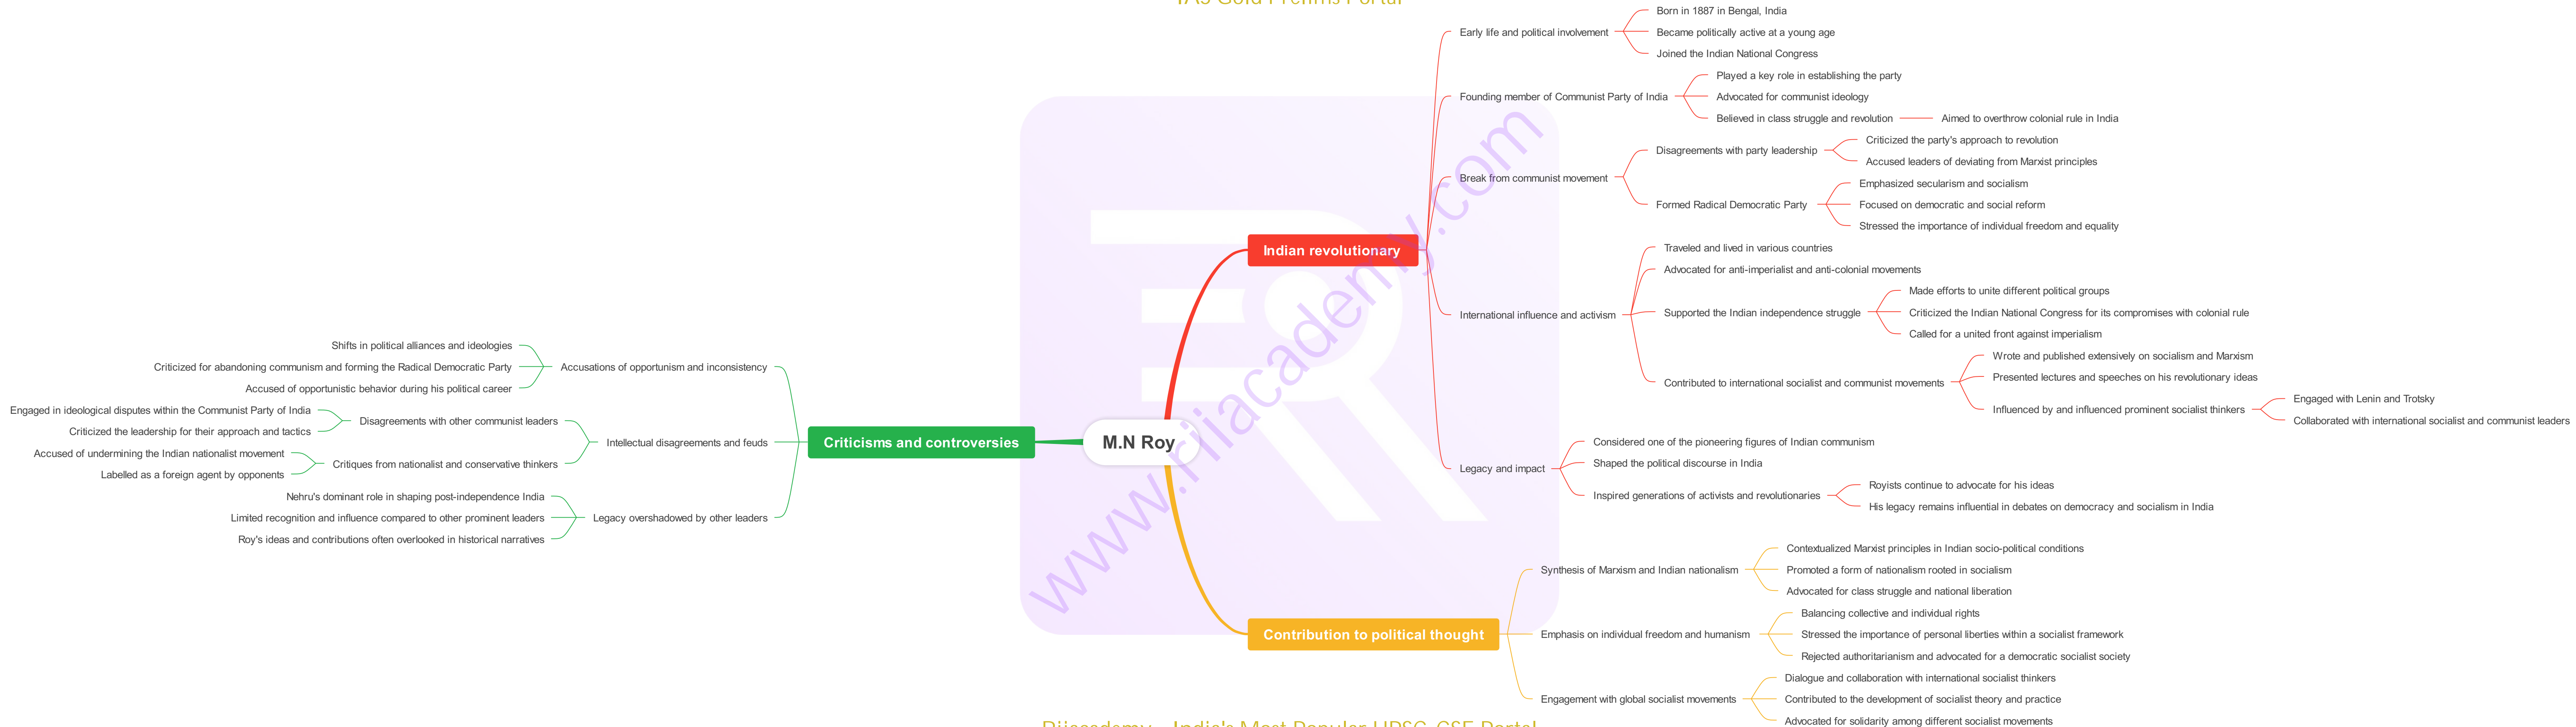 IAS Gold Prelims Portal
M.N Roy
Indian revolutionary
Early life and political involvement
Born in 1887 in Bengal, India
Became politically active at a young age
Joined the Indian National Congress
Founding member of Communist Party of India
Played a key role in establishing the party
Advocated for communist ideology
Believed in class struggle and revolution
Aimed to overthrow colonial rule in India
Break from communist movement
Disagreements with party leadership
Criticized the party's approach to revolution
Accused leaders of deviating from Marxist principles
Formed Radical Democratic Party
Emphasized secularism and socialism
Focused on democratic and social reform
Stressed the importance of individual freedom and equality
International influence and activism
Traveled and lived in various countries
Advocated for anti-imperialist and anti-colonial movements
Supported the Indian independence struggle
Made efforts to unite different political groups
Criticized the Indian National Congress for its compromises with colonial rule
Called for a united front against imperialism
Contributed to international socialist and communist movements
Wrote and published extensively on socialism and Marxism
Presented lectures and speeches on his revolutionary ideas
Influenced by and influenced prominent socialist thinkers
Engaged with Lenin and Trotsky
Collaborated with international socialist and communist leaders
Legacy and impact
Considered one of the pioneering figures of Indian communism
Shaped the political discourse in India
Inspired generations of activists and revolutionaries
Royists continue to advocate for his ideas
His legacy remains influential in debates on democracy and socialism in India
Contribution to political thought
Synthesis of Marxism and Indian nationalism
Contextualized Marxist principles in Indian socio-political conditions
Promoted a form of nationalism rooted in socialism
Advocated for class struggle and national liberation
Emphasis on individual freedom and humanism
Balancing collective and individual rights
Stressed the importance of personal liberties within a socialist framework
Rejected authoritarianism and advocated for a democratic socialist society
Engagement with global socialist movements
Dialogue and collaboration with international socialist thinkers
Contributed to the development of socialist theory and practice
Advocated for solidarity among different socialist movements
Criticisms and controversies
Accusations of opportunism and inconsistency
Shifts in political alliances and ideologies
Criticized for abandoning communism and forming the Radical Democratic Party
Accused of opportunistic behavior during his political career
Intellectual disagreements and feuds
Disagreements with other communist leaders
Engaged in ideological disputes within the Communist Party of India
Criticized the leadership for their approach and tactics
Critiques from nationalist and conservative thinkers
Accused of undermining the Indian nationalist movement
Labelled as a foreign agent by opponents
Legacy overshadowed by other leaders
Nehru's dominant role in shaping post-independence India
Limited recognition and influence compared to other prominent leaders
Roy's ideas and contributions often overlooked in historical narratives
www.rijiacademy.com
India's Most Popular UPSC-CSE Portal